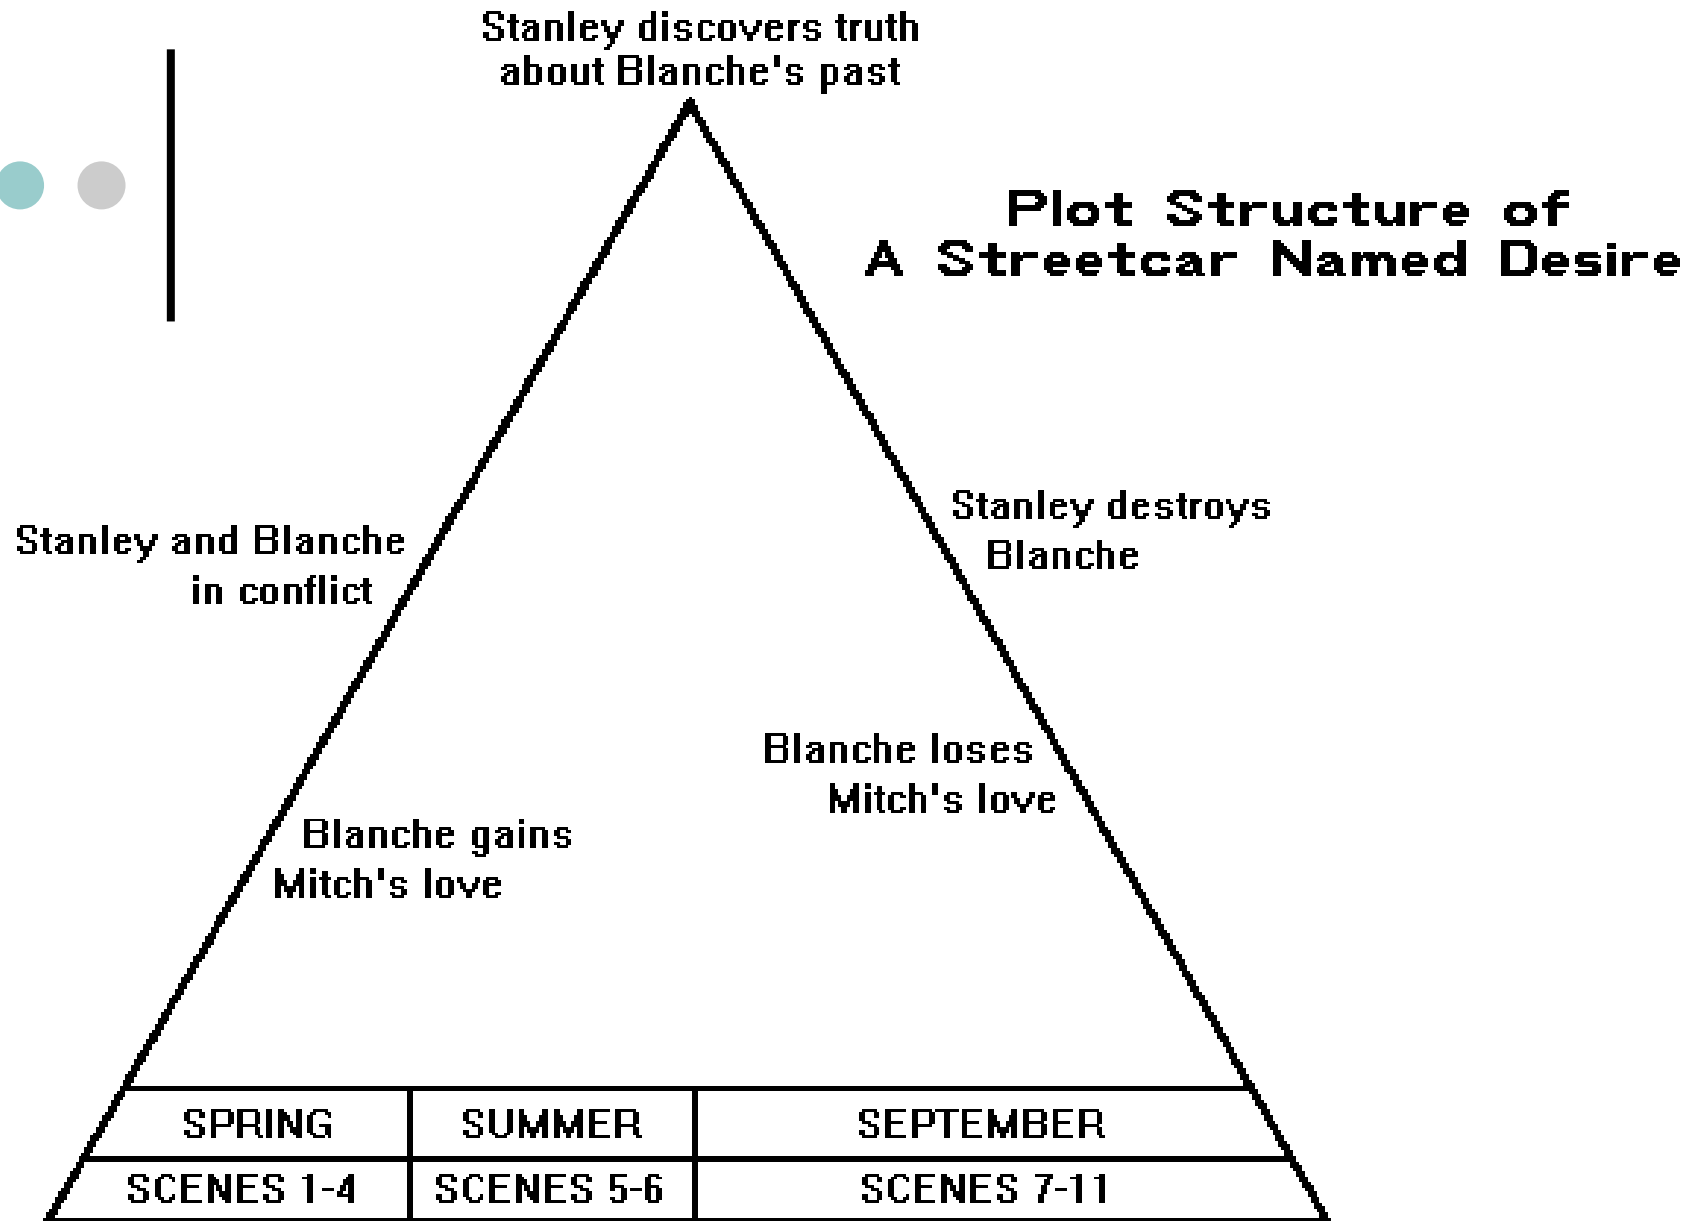 Stanley discovers truth
about Blanche's past
Plot Structure of
A Streetcar Named Desire
Stanley and Blanche
in conflict
Stanley destroys
Blanche
Blanche gains
Mitch's love
Blanche loses
Mitch's love
SPRING SUMMER SEPTEMBER
SCENES 1-4 SCENES 5-6 SCENES 7-11